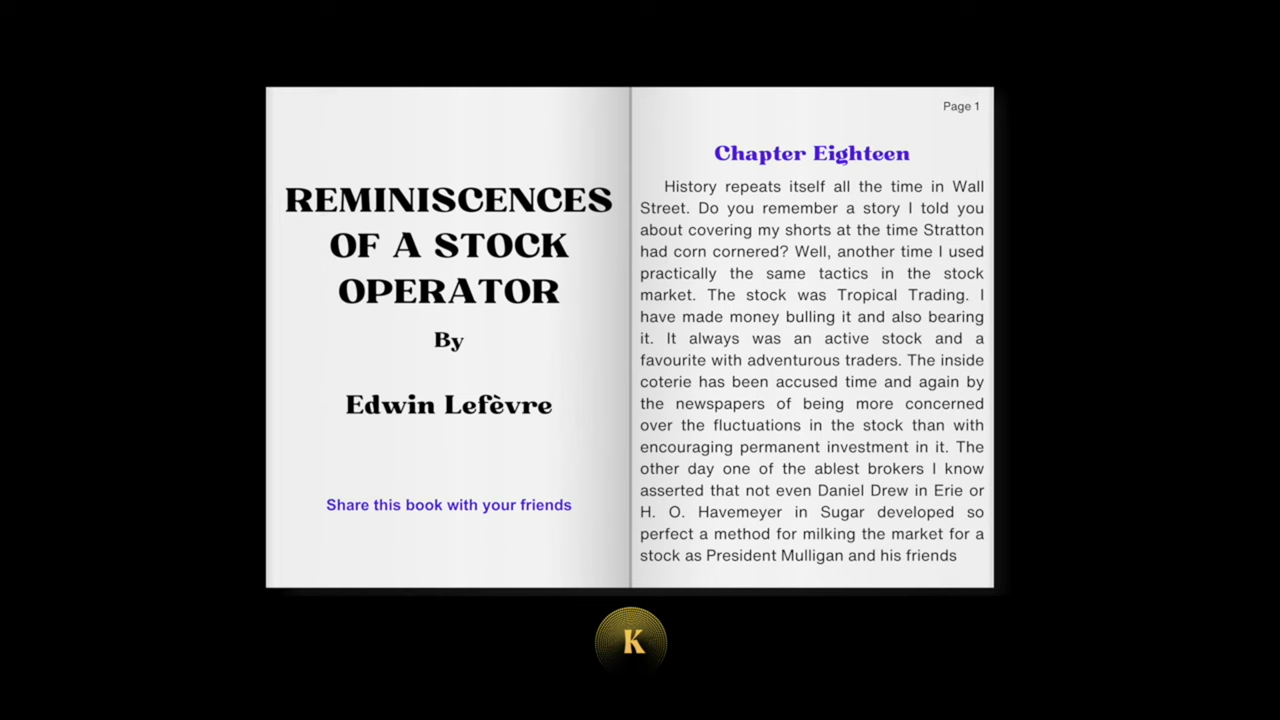 REMINISCENCES
OF A STOCK
OPERATOR
By
Edwin Lefèvre
Share this book with your friends
Page 1
Chapter Eighteen
History repeats itself all the time in Wall
Street. Do you remember a story I told you
about covering my shorts at the time Stratton
had corn cornered? Well, another time I used
practically the same tactics in the stock
market. The stock was Tropical Trading. I
have made money bulling it and also bearing
it. It always was an active stock and a
favourite with adventurous traders. The inside
coterie has been accused time and again by
the newspapers of being more concerned
over the fluctuations in the stock than with
encouraging permanent investment in it. The
other day one of the ablest brokers I know
asserted that not even Daniel Drew in Erie or
H. O. Havemeyer in Sugar developed so
perfect a method for milking the market for a
stock as President Mulligan and his friends
K